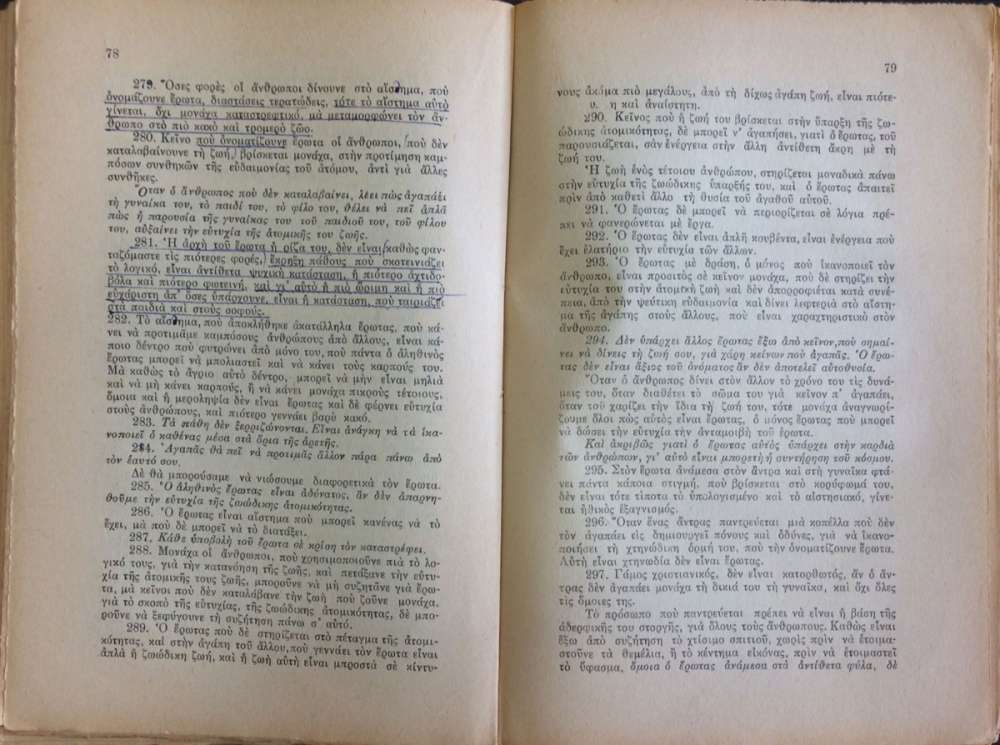 78
279. Ὅσες φορὲς οἱ ἄνθρωποι δίνουνε στὸ αἴσθημα, ποὺ
ὀνομάζουνε ἔρωτα, διαστάσεις τερατώδεις, τότε τὸ αἴστημα αὐτὸ
γίνεται, ὄχι μονάχα καταστρεφτικό, μὰ μεταμορφώνει τὸν ἄν-
θρωπο στὸ πιὸ κακὸ καὶ τρομερὸ ζῶο.
280. Κεῖνο ποὺ ὀνοματίζουνε ἔρωτα οἱ ἄνθρωποι, ποὺ δὲν
καταλαβαίνουνε τὴ ζωή, βρίσκεται μονάχα, στὴν προτίμηση καμ-
πόσων συνθηκῶν τῆς εὐδαιμονίας τοῦ ἀτόμου, ἀντὶ γιὰ ἄλλες
συνθῆκες.
Ὅταν ὁ ἄνθρωπος ποὺ δὲν καταλαβαίνει, λέει πὼς ἀγαπάει
τὴ γυναίκα του, τὸ παιδί του, τὸ φίλο του, θέλει νὰ πεῖ ἁπλᾶ
πὼς ἡ παρουσία τῆς γυναίκας του τοῦ παιδιοῦ του, τοῦ φίλου
του, αὐξαίνει τὴν εὐτυχία τῆς ἀτομικῆς του ζωῆς.
281. Ἡ ἀρχὴ τοῦ ἔρωτα ἡ ρίζα του, δὲν εἶναι, καθὼς φαν-
ταζόμαστε τὶς πιότερες φορές, ἔκρηξη πάθους ποὺ σκοτεινιάζει
τὸ λογικό, εἶναι ἀντίθετα ψυχικὴ κατάσταση, ἡ πιότερο ἀχτιδο-
βόλα καὶ πιότερο φωτεινή, καὶ γι' αὐτὸ ἡ πιὸ ὥριμη καὶ ἡ πιὸ
εὐχάριστη ἀπ' ὅσες ὑπάρχουνε, εἶναι ἡ κατάσταση, ποὺ ταιριάζει
στὰ παιδιὰ καὶ στοὺς σοφούς.
282. Τὸ αἴστημα, ποὺ ἀποκλήθηκε ἀκατάλληλα ἔρωτας, ποὺ κά-
νει νὰ προτιμᾶμε καμπόσους ἀνθρώπους ἀπὸ ἄλλους, εἶναι κά-
ποιο δέντρο ποὺ φυτρώνει ἀπὸ μόνο του, ποὺ πάντα ὁ ἀληθινὸς
ἔρωτας μπορεῖ νὰ μπολιαστεῖ καὶ νὰ κάνει τοὺς καρπούς του.
Μὰ καθὼς τὸ ἄγριο αὐτὸ δέντρο, μπορεῖ νὰ μὴν εἶναι μηλιὰ
καὶ νὰ μὴ κάνει καρπούς, ἢ νὰ κάνει μονάχα πικροὺς τέτοιους,
ὅμοια καὶ ἡ μεροληψία δὲν εἶναι ἔρωτας καὶ δὲ φέρνει εὐτυχία
στοὺς ἀνθρώπους, καὶ πιότερο γεννάει βαρὺ κακό.
283. Τὰ πάθη δὲν ξερριζώνονται. Εἶναι ἀνάγκη νὰ τὰ ἱκα-
νοποιεῖ ὁ καθένας μέσα στὰ ὅρια τῆς ἀρετῆς.
284. Ἀγαπᾶς θὰ πεῖ νὰ προτιμᾶς ἄλλον πάρα πάνω ἀπὸ
τὸν ἑαυτό σου.
Δὲ θὰ μπορούσαμε νὰ νιώσουμε διαφορετικὰ τὸν ἔρωτα.
285. Ὁ ἀληθινὸς ἔρωτας εἶναι ἀδύνατος, ἂν δὲν ἀπαρνη-
θοῦμε τὴν εὐτυχία τῆς ζωώδικης ἀτομικότητας.
286. Ὁ ἔρωτας εἶναι αἴστημα ποὺ μπορεῖ κανένας νὰ τὸ
ἔχει, μὰ ποὺ δὲ μπορεῖ νὰ τὸ διατάξει.
287. Κάθε ὑποβολὴ τοῦ ἔρωτα σὲ κρίση τὸν καταστρέφει.
288. Μονάχα οἱ ἄνθρωποι, ποὺ χρησιμοποιοῦνε πιὰ τὸ λο-
γικό τους, γιὰ τὴν κατανόηση τῆς ζωῆς, καὶ πετάξανε τὴν εὐτυ-
χία τῆς ἀτομικῆς τους ζωῆς, μποροῦνε νὰ μὴ συζητᾶνε γιὰ ἔρω-
τα, μὰ κεῖνοι ποὺ δὲν καταλάβανε τὴν ζωὴ ποὺ ζοῦνε μονάχα,
γιὰ τὸ σκοπὸ τῆς εὐτυχίας, τῆς ζωώδικης ἀτομικότητας, δὲ μπο-
ροῦνε νὰ ξεφύγουνε τὴ συζήτηση πάνω σ' αὐτό.
289. Ὁ ἔρωτας ποὺ δὲ στηρίζεται στὸ πέταγμα τῆς ἀτομι-
κότητας, καὶ στὴν ἀγάπη τοῦ ἄλλου, ποὺ γεννάει τὸν ἔρωτα εἶναι
ἁπλὰ ἡ ζωώδικη ζωή, καὶ ἡ ζωὴ αὐτὴ εἶναι μπροστὰ σὲ κίντυ-
79
νους ἀκόμα πιὸ μεγάλους, ἀπὸ τὴ δίχως ἀγάπη ζωή, εἶναι πιότε-
η καὶ ἀναίστητη.
290. Κεῖνος ποὺ ἡ ζωή του βρίσκεται στὴν ὕπαρξη τῆς ζω-
ώδικης ἀτομικότητας, δὲ μπορεῖ ν' ἀγαπήσει, γιατὶ ὁ ἔρωτας, τοῦ
παρουσιάζεται, σὰν ἐνέργεια στὴν ἄλλη ἀντίθετη ἄκρη μὲ τὴ
ζωή του.
Ἡ ζωὴ ἑνὸς τέτοιου ἀνθρώπου, στηρίζεται μοναδικὰ πάνω
στὴν εὐτυχία τῆς ζωώδικης ὕπαρξής του, καὶ ὁ ἔρωτας ἀπαιτεῖ
πρὶν ἀπὸ καθετὶ ἄλλο τὴ θυσία τοῦ ἀγαθοῦ αὐτοῦ.
291. Ὁ ἔρωτας δὲ μπορεῖ νὰ περιορίζεται σὲ λόγια πρέ-
πει νὰ φανερώνεται μὲ ἔργα.
292. Ὁ ἔρωτας δὲν εἶναι ἁπλὴ κουβέντα, εἶναι ἐνέργεια ποὺ
ἔχει ἐλατήριο τὴν εὐτυχία τῶν ἄλλων.
293. Ὁ ἔρωτας μὲ δράση, ὁ μόνος ποὺ ἱκανοποιεῖ τὸν
ἄνθρωπο, εἶναι προσιτὸς σὲ κεῖνον μονάχα, ποὺ δὲ στηρίζει τὴν
εὐτυχία του στὴν ἀτομικὴ ζωὴ καὶ δὲν ἀπορροφιέται κατὰ συνέ-
πεια, ἀπὸ τὴν ψεύτικη εὐδαιμονία καὶ δίνει λεφτεριὰ στὸ αἴστη-
μα τῆς ἀγάπης στοὺς ἄλλους, ποὺ εἶναι χαραχτηριστικὸ στὸν
ἄνθρωπο.
294. Δὲν ὑπάρχει ἄλλος ἔρωτας ἔξω ἀπὸ κεῖνον, ποὺ σημαί-
νει νὰ δίνεις τὴ ζωή σου, γιὰ χάρη κείνων ποὺ ἀγαπᾶς. Ὁ ἔρω-
τας δὲν εἶναι ἄξιος τοῦ ὀνόματος ἂν δὲν ἀποτελεῖ αὐτοθυσία.
Ὅταν ὁ ἄνθρωπος δίνει στὸν ἄλλον τὸ χρόνο του τὶς δυνά-
μεις του, ὅταν διαθέτει τὸ σῶμα του γιὰ κεῖνον π' ἀγαπάει,
ὅταν τοῦ χαρίζει τὴν ἴδια τὴ ζωή του, τότε μονάχα ἀναγνωρί-
ζουμε ὅλοι πὼς αὐτὸς εἶναι ἔρωτας, ὁ μόνος ἔρωτας ποὺ μπορεῖ
νὰ δώσει τὴν εὐτυχία τὴν ἀνταμοιβὴ τοῦ ἔρωτα.
Καὶ ἀκριβῶς γιατὶ ὁ ἔρωτας αὐτὸς ὑπάρχει στὴν καρδιὰ
τῶν ἀνθρώπων, γι' αὐτὸ εἶναι μπορετὴ ἡ συντήρηση τοῦ κόσμου.
295. Στὸν ἔρωτα ἀνάμεσα στὸν ἄντρα καὶ στὴ γυναίκα φτά-
νει πάντα κάποια στιγμή, ποὺ βρίσκεται στὸ κορύφωμά του,
δὲν εἶναι τότε τίποτα τὸ ὑπολογισμένο καὶ τὸ αἰστησιακό, γίνε-
ται ἠθικὸς ἐξαγνισμός.
296. Ὅταν ἕνας ἄντρας παντρεύεται μιὰ κοπέλλα ποὺ δὲν
τὸν ἀγαπάει τῆς δημιουργεῖ πόνους καὶ ὀδύνες, γιὰ νὰ ἱκανο-
ποιήσει τὴ χτηνώδικη ὁρμή του, ποὺ τὴν ὀνοματίζουνε ἔρωτα.
Αὐτὴ εἶναι χτηνωδία δὲν εἶναι ἔρωτας.
297. Γάμος χριστιανικός, δὲν εἶναι κατορθωτός, ἂν ὁ ἄν-
τρας δὲν ἀγαπάει μονάχα τὴ δικιά του τὴ γυναίκα, καὶ ὄχι ὅλες
τὶς ὅμοιες της.
Τὸ πρόσωπο ποὺ παντρεύεται πρέπει νὰ εἶναι ἡ βάση τῆς
ἀδερφικῆς του στοργῆς, γιὰ ὅλους τοὺς ἀνθρώπους. Καθὼς εἶναι
ἔξω ἀπὸ συζήτηση τὸ χτίσιμο σπιτιοῦ, χωρὶς πρὶν νὰ ἑτοιμα-
στοῦνε τὰ θεμέλια, ἢ τὸ κέντημα εἰκόνας, πρὶν νὰ ἑτοιμαστεῖ
τὸ ὕφασμα, ὅμοια ὁ ἔρωτας ἀνάμεσα στὰ ἀντίθετα φύλα, δὲ